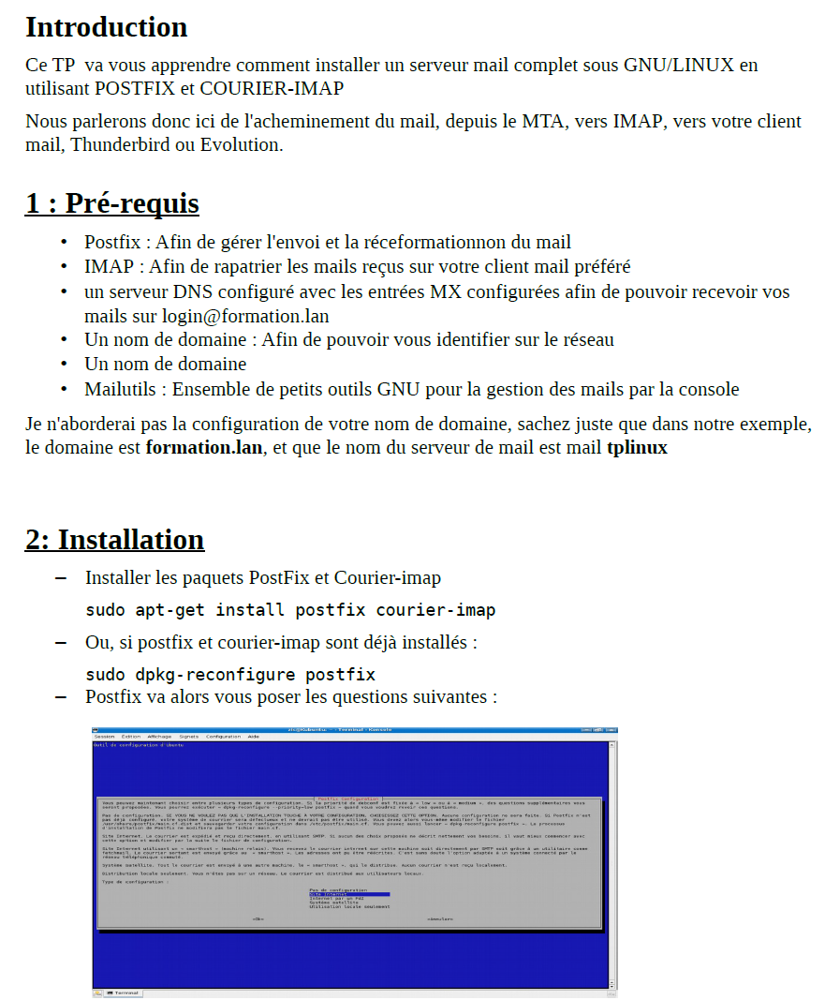 Introduction
Ce TP va vous apprendre comment installer un serveur mail complet sous GNU/LINUX en
utilisant POSTFIX et COURIER-IMAP
Nous parlerons donc ici de l'acheminement du mail, depuis le MTA, vers IMAP, vers votre client
mail, Thunderbird ou Evolution.
1 : Pré-requis
• Postfix : Afin de gérer l'envoi et la réceformationnon du mail
• IMAP : Afin de rapatrier les mails reçus sur votre client mail préféré
• un serveur DNS configuré avec les entrées MX configurées afin de pouvoir recevoir vos
mails sur login@formation.lan
• Un nom de domaine : Afin de pouvoir vous identifier sur le réseau
• Un nom de domaine
• Mailutils : Ensemble de petits outils GNU pour la gestion des mails par la console
Je n'aborderai pas la configuration de votre nom de domaine, sachez juste que dans notre exemple,
le domaine est formation.lan, et que le nom du serveur de mail est mail tplinux
2: Installation
– Installer les paquets PostFix et Courier-imap
sudo apt-get install postfix courier-imap
– Ou, si postfix et courier-imap sont déjà installés :
sudo dpkg-reconfigure postfix
– Postfix va alors vous poser les questions suivantes :
Session Edition Affichage Signets Configuration Aide
Outil de configuration d'Ubuntu
Postfix Configuration
Type de configuration :
Pas de configuration
Site Internet
Internet par un FAI
Système satellite
Utilisation locale seulement
<Ok> <Annuler>
Terminal